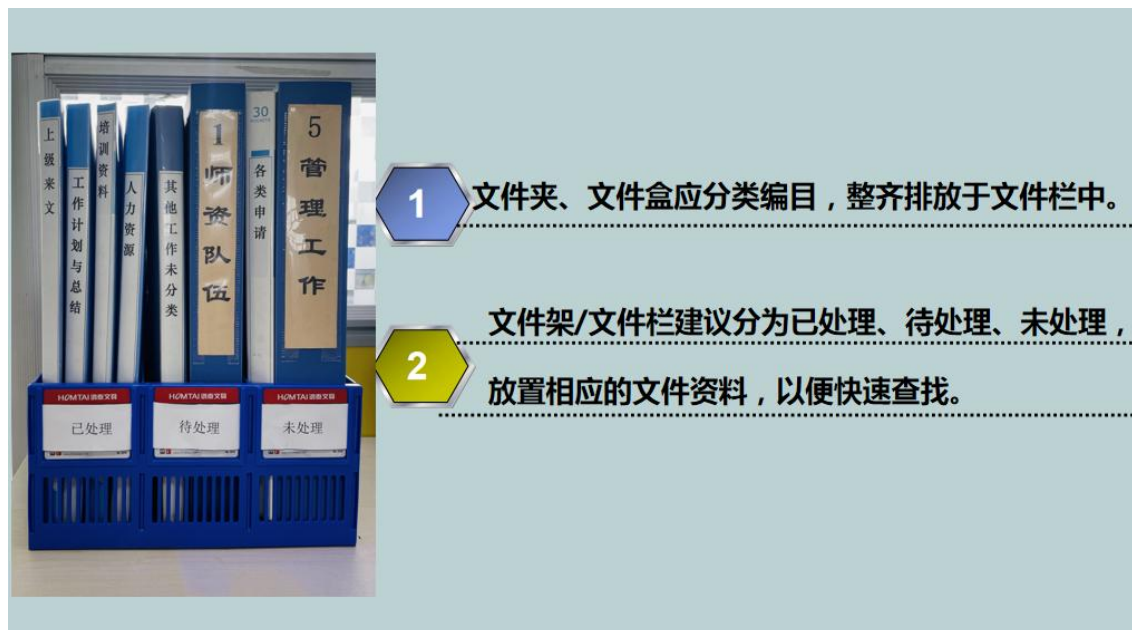 上级来文
工作计划与总结
培训资料
人力资源
其他工作未分类
1
师资队伍
30
各类申请
5
管理工作
HOMTAI
已处理
HOMTAI
待处理
HOMTAI
未处理
1
文件夹、文件盒应分类编目，整齐排放于文件栏中。
2
文件架/文件栏建议分为已处理、待处理、未处理，
放置相应的文件资料，以便快速查找。